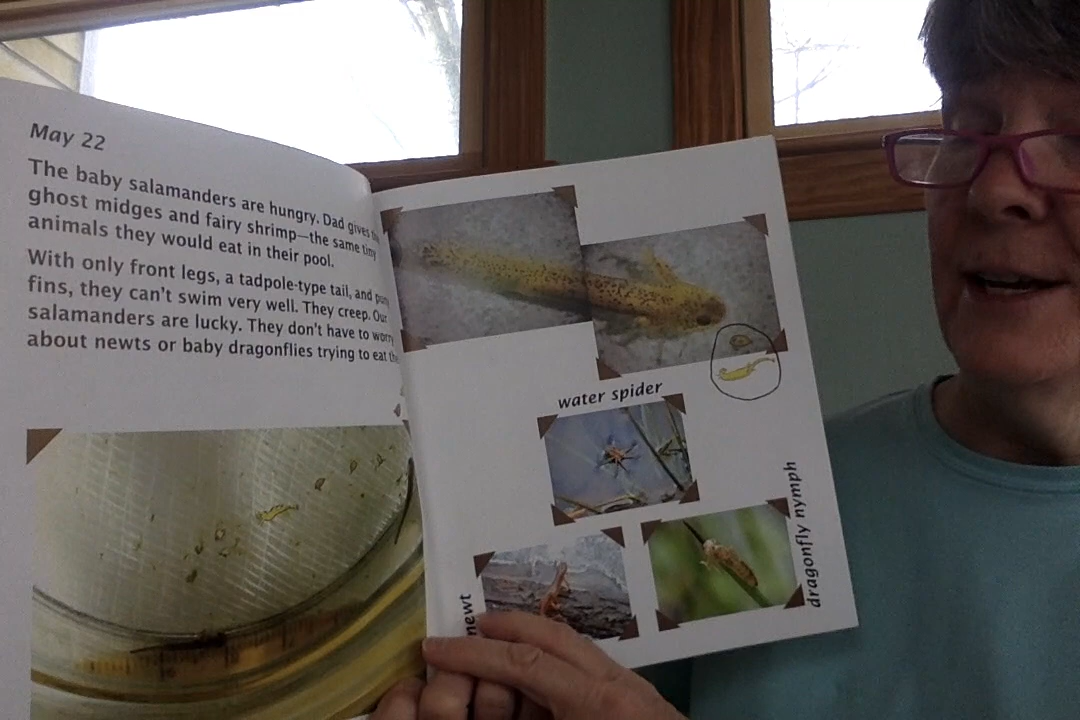 May 22
The baby salamanders are hungry. Dad gives
ghost midges and fairy shrimp—the same tiny
animals they would eat in their pool.
With only front legs, a tadpole-type tail, and
fins, they can't swim very well. They creep. Our
salamanders are lucky. They don't have to worry
about newts or baby dragonflies trying to eat
water spider
dragonfly nymph
newt